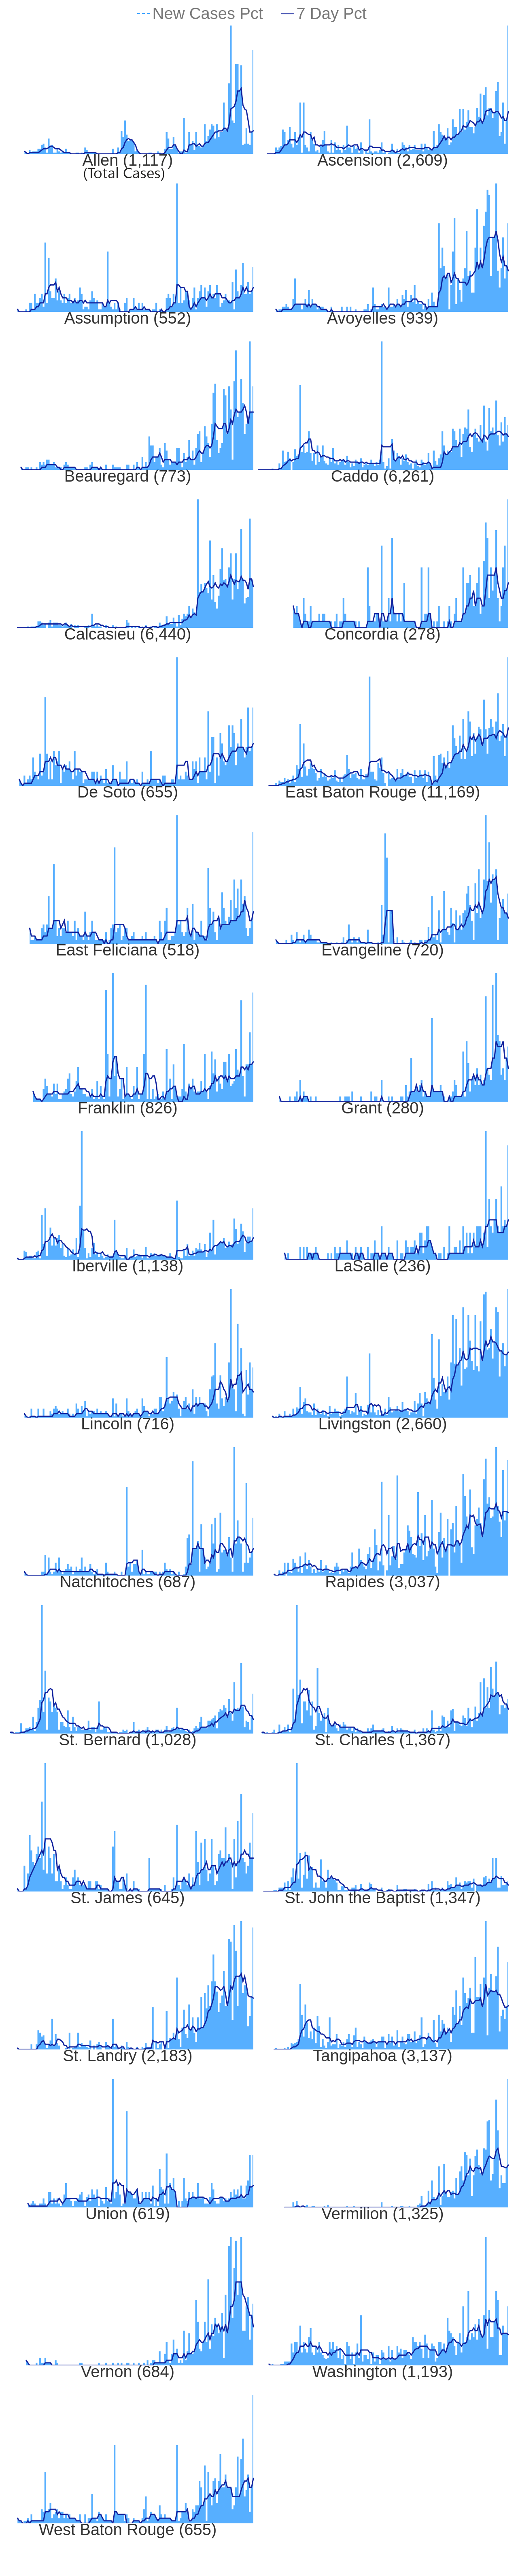 New Cases Pct 7 Day Pct
Allen (1,117) Ascension (2,609)
(Total Cases)
Assumption (552) Avoyelles (939)
Beauregard (773) Caddo (6,261)
Calcasieu (6,440) Concordia (278)
De Soto (655) East Baton Rouge (11,169)
East Feliciana (518) Evangeline (720)
Franklin (826) Grant (280)
Iberville (1,138) LaSalle (236)
Lincoln (716) Livingston (2,660)
Natchitoches (687) Rapides (3,037)
St. Bernard (1,028) St. Charles (1,367)
St. James (645) St. John the Baptist (1,347)
St. Landry (2,183) Tangipahoa (3,137)
Union (619) Vermilion (1,325)
Vernon (684) Washington (1,193)
West Baton Rouge (655)